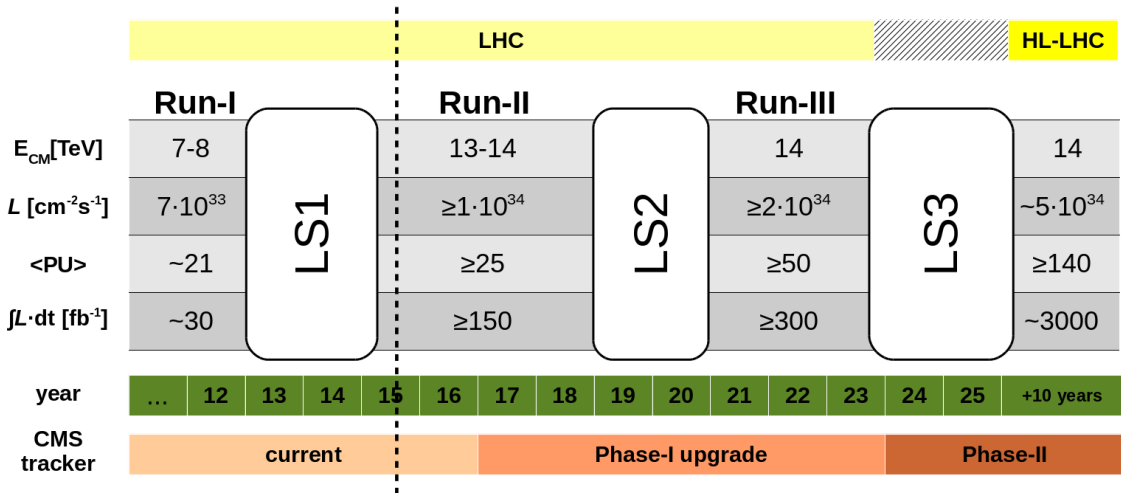 LHC HL-LHC
Run-I Run-II Run-III
E_CM[TeV] 7-8 13-14 14 14
L [cm⁻²s⁻¹] 7·10³³ ≥1·10³⁴ ≥2·10³⁴ ~5·10³⁴
<PU> ~21 ≥25 ≥50 ≥140
∫L·dt [fb⁻¹] ~30 ≥150 ≥300 ~3000
LS1 LS2 LS3
year ... 12 13 14 15 16 17 18 19 20 21 22 23 24 25 +10 years
CMS
tracker current Phase-I upgrade Phase-II